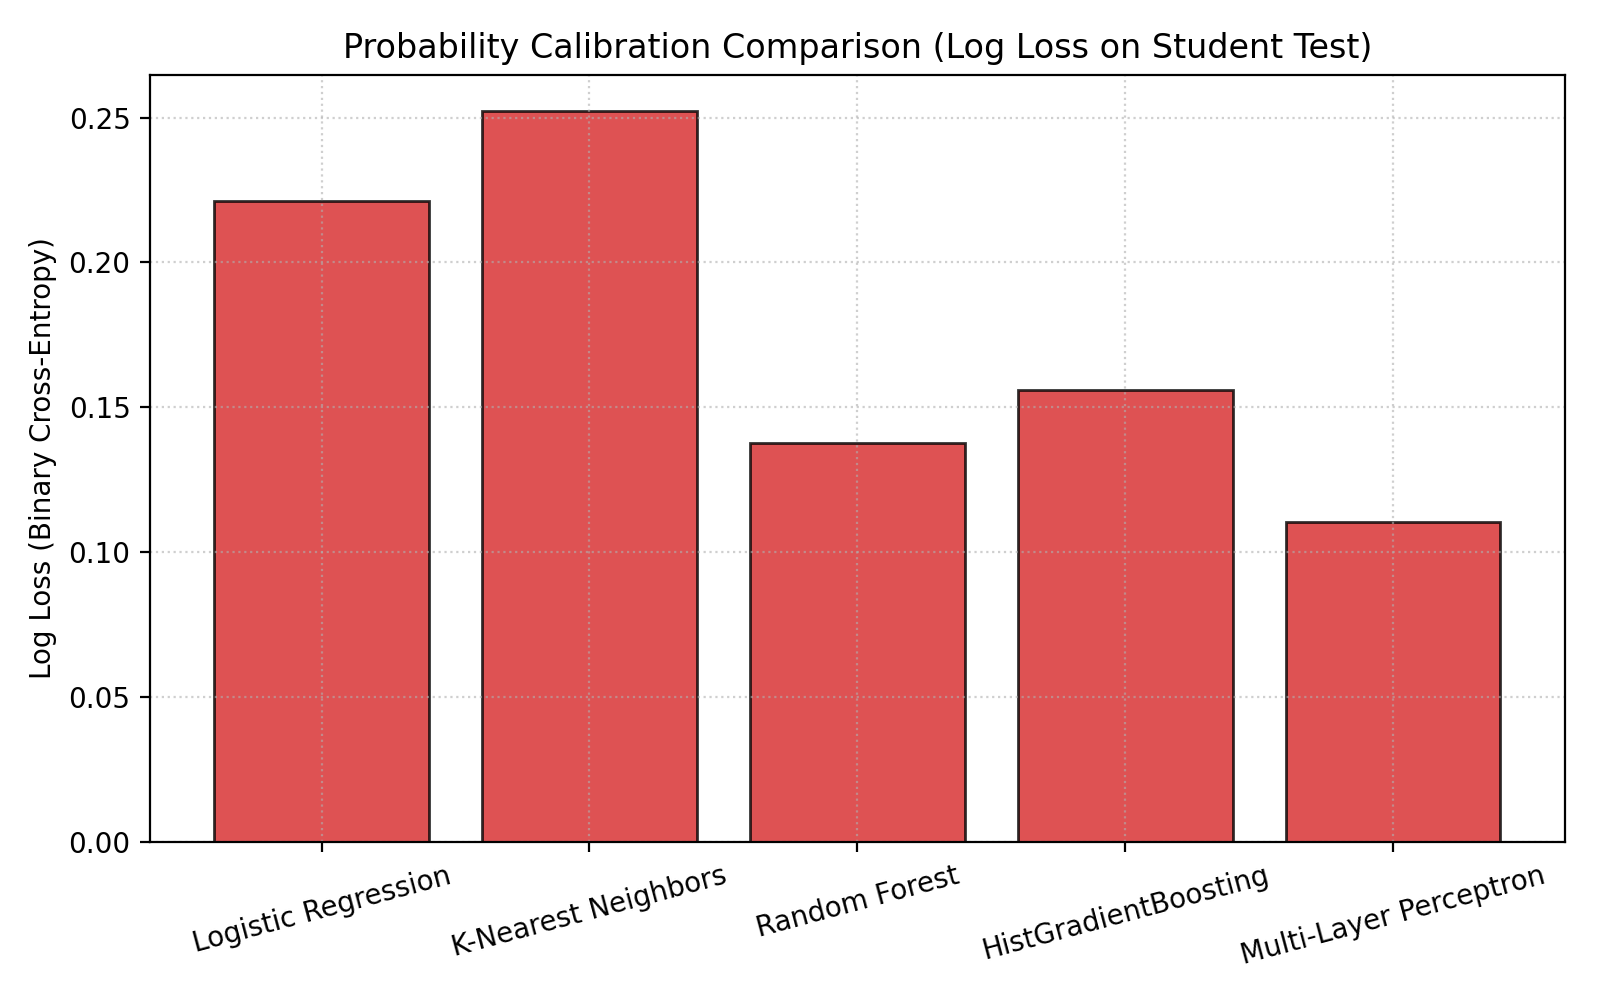 Probability Calibration Comparison (Log Loss on Student Test)
Log Loss (Binary Cross-Entropy)
0.25
0.20
0.15
0.10
0.05
0.00
Logistic Regression
K-Nearest Neighbors
Random Forest
HistGradientBoosting
Multi-Layer Perceptron